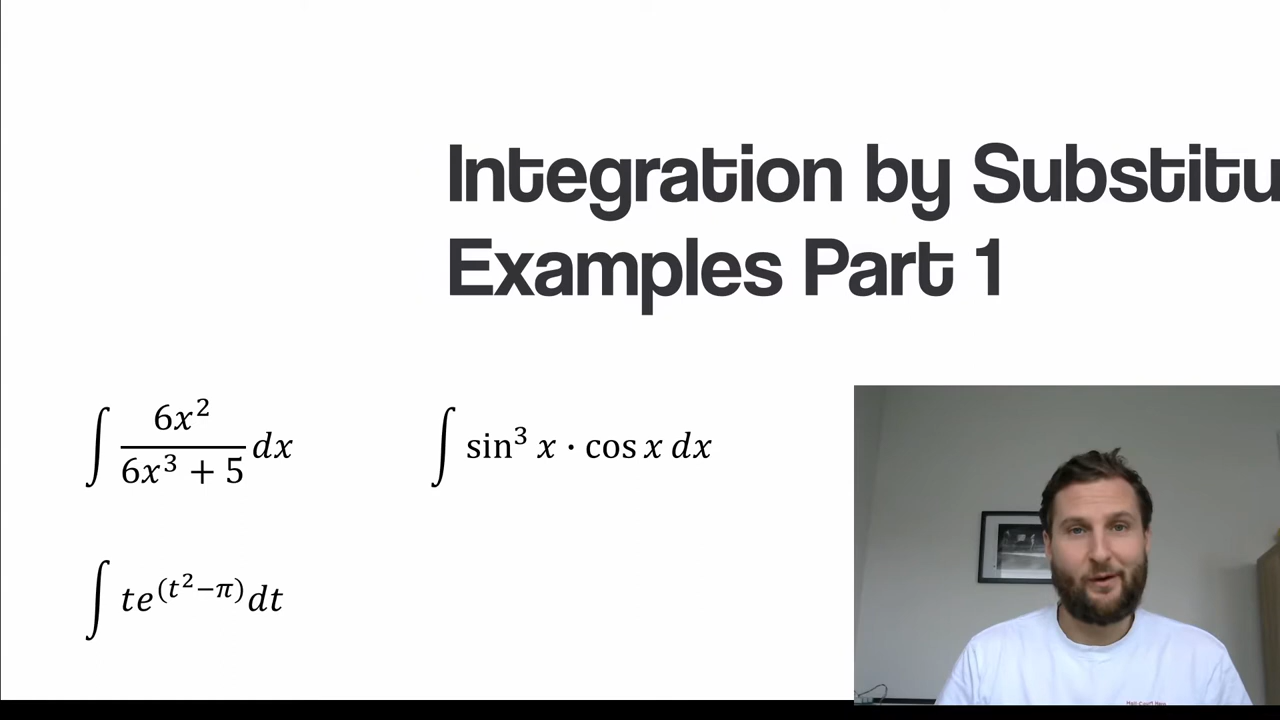 Integration by Substitu
Examples Part 1
∫ 6x²/(6x³ + 5) dx
∫ sin³ x · cos x dx
∫ te^(t²−π) dt